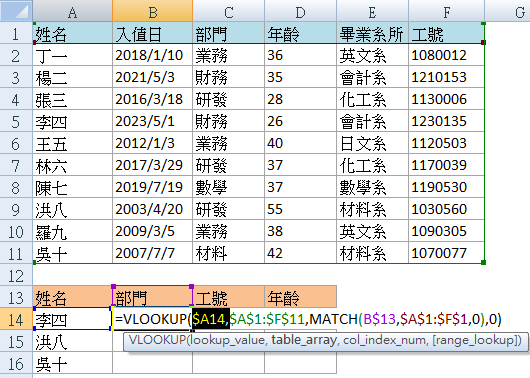 A B C D E F G
1 姓名 入值日 部門 年齡 畢業系所 工號
2 丁一 2018/1/10 業務 36 英文系 1080012
3 楊二 2021/5/3 財務 35 會計系 1210153
4 張三 2016/3/18 研發 28 化工系 1130006
5 李四 2023/5/1 財務 26 會計系 1230135
6 王五 2012/1/3 業務 40 日文系 1120503
7 林六 2017/3/29 研發 37 化工系 1170039
8 陳七 2019/7/19 數學 37 數學系 1190530
9 洪八 2003/4/20 研發 55 材料系 1030560
10 羅九 2009/3/5 業務 38 英文系 1090305
11 吳十 2007/7/7 材料 42 材料系 1070077
12
13 姓名 部門 工號 年齡
14 李四 =VLOOKUP($A14,$A$1:$F$11,MATCH(B$13,$A$1:$F$1,0),0)
15 洪八 VLOOKUP(lookup_value, table_array, col_index_num, [range_lookup])
16 吳十